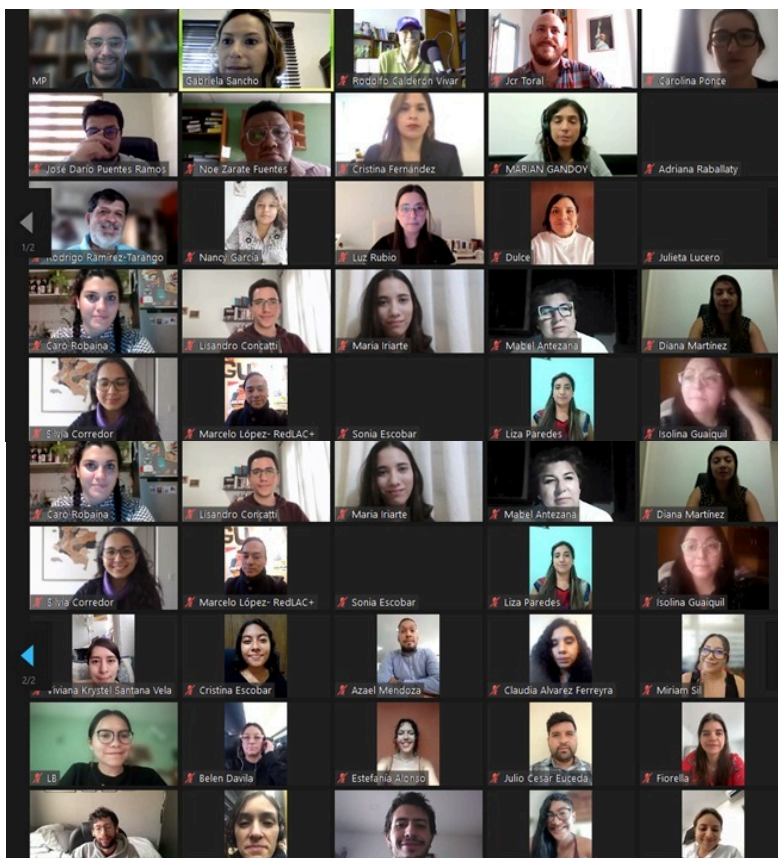 MP
Gabriela Sancho
Rodolfo Calderón Vivar
Jcr Toral
Carolina Ponce
José Darío Puentes Ramos
Noe Zarate Fuentes
Cristina Fernández
MARIAN GANDOY
Adriana Raballaty
1/2
Rodrigo Ramírez-Tarango
Nancy García
Luz Rubio
Dulce
Julieta Lucero
Caro Robaina
Lisandro Concatti
Maria Iriarte
Mabel Antezana
Diana Martínez
GU
Silvia Corredor
Marcelo López- RedLAC+
Sonia Escobar
Liza Paredes
Isolina Guaiquil
Caro Robaina
Lisandro Concatti
Maria Iriarte
Mabel Antezana
Diana Martínez
GU
Silvia Corredor
Marcelo López- RedLAC+
Sonia Escobar
Liza Paredes
Isolina Guaiquil
2/2
Viviana Krystel Santana Vela
Cristina Escobar
Azael Mendoza
Claudia Alvarez Ferreyra
Miriam Sil
LB
Belen Davila
Estefanía Alonso
Julio Cesar Euceda
Fiorella